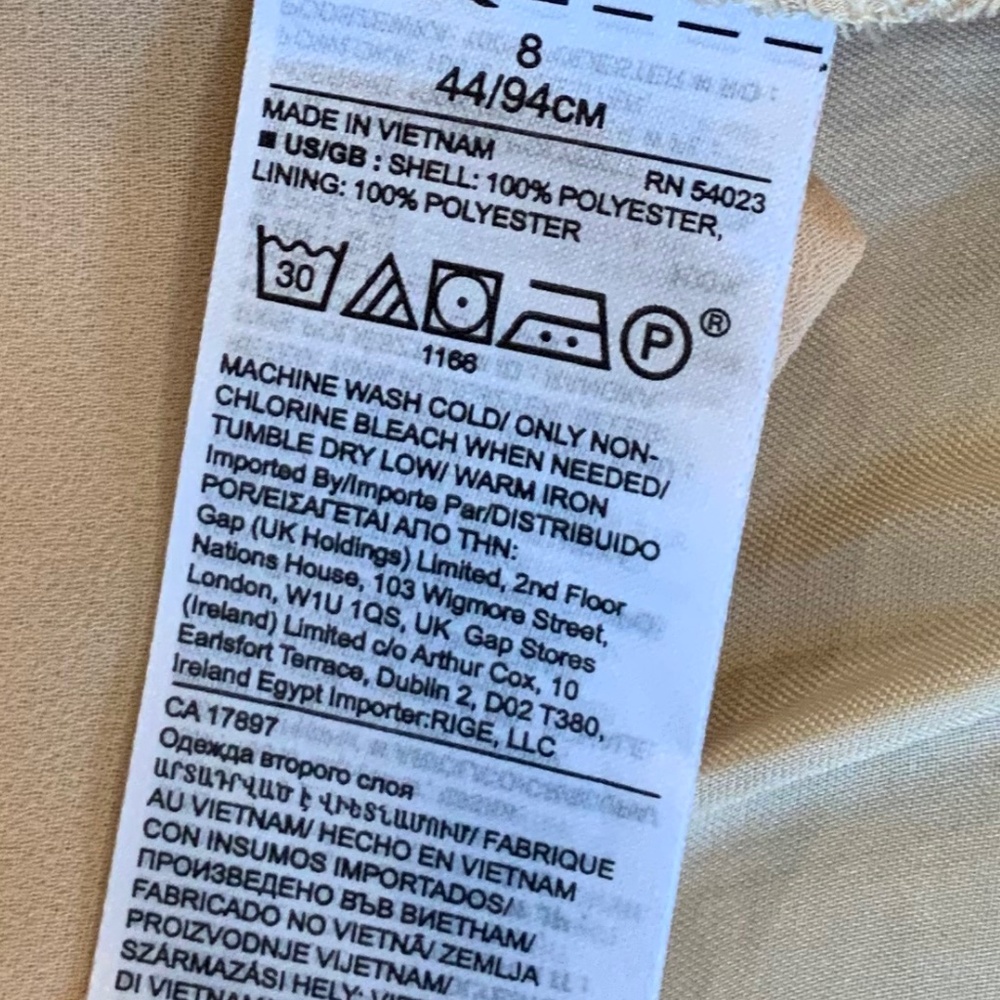 8
44/94CM
MADE IN VIETNAM
RN 54023
US/GB : SHELL: 100% POLYESTER,
LINING: 100% POLYESTER
30
P ®
1166
MACHINE WASH COLD/ ONLY NON-
CHLORINE BLEACH WHEN NEEDED/
TUMBLE DRY LOW/ WARM IRON
Imported By/Importe Par/DISTRIBUIDO
POR/ΕΙΣΑΓΕΤΑΙ ΑΠΟ ΤΗΝ:
Gap (UK Holdings) Limited, 2nd Floor
Nations House, 103 Wigmore Street,
London, W1U 1QS, UK Gap Stores
(Ireland) Limited c/o Arthur Cox, 10
Earlsfort Terrace, Dublin 2, D02 T380,
Ireland Egypt Importer:RIGE, LLC
CA 17897
Одежда второго слоя
ԱՐՏԱԴՐՎԱԾ Է ՎԻԵՏՆԱՄՈՒՄ/ FABRIQUE
AU VIETNAM/ HECHO EN VIETNAM
CON INSUMOS IMPORTADOS/
ПРОИЗВЕДЕНО ВЪВ ВИЕТНАМ/
FABRICADO NO VIETNÃ/ ZEMLJA
PROIZVODNJE VIJETNAM/
SZÁRMAZÁSI HELY:
DI VIETNAM/